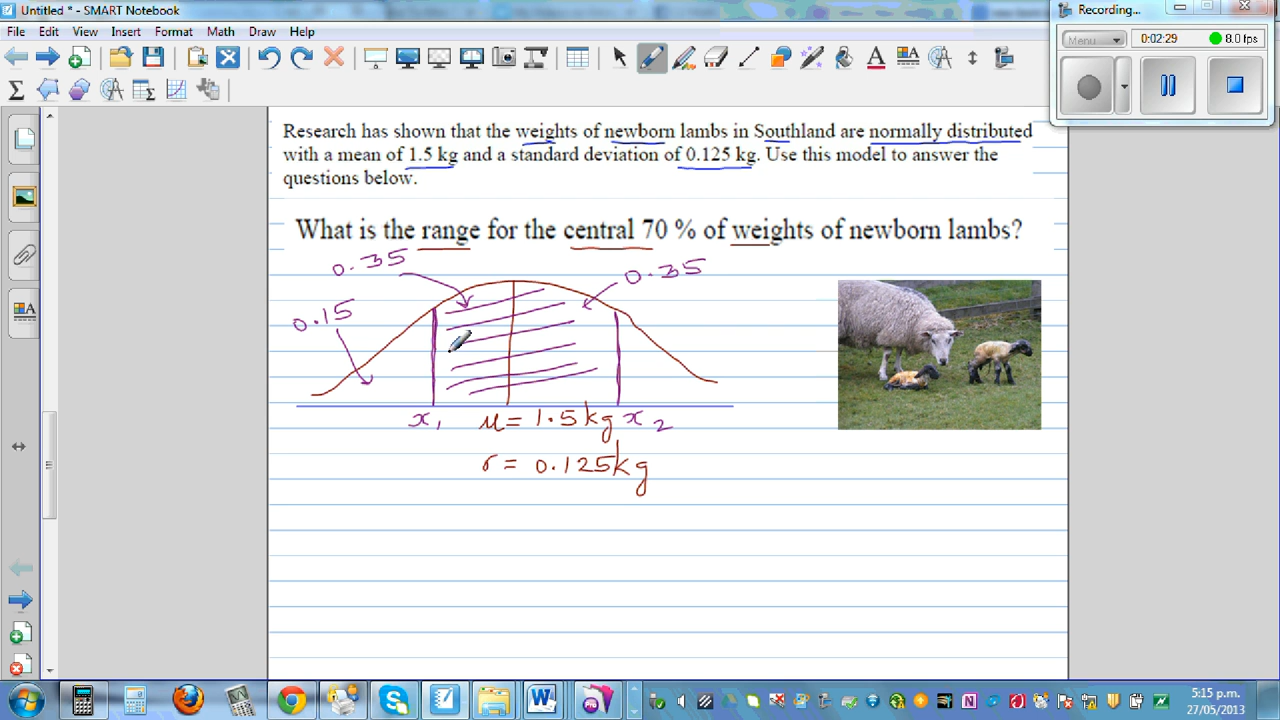 Untitled * - SMART Notebook
Recording...
File Edit View Insert Format Math Draw Help
Menu
0:02:29
8.0 fps
Research has shown that the weights of newborn lambs in Southland are normally distributed
with a mean of 1.5 kg and a standard deviation of 0.125 kg. Use this model to answer the
questions below.
What is the range for the central 70 % of weights of newborn lambs?
0.35
0.35
0.15
x₁ μ = 1.5 kg x₂
σ = 0.125 kg
5:15 p.m.
27/05/2013